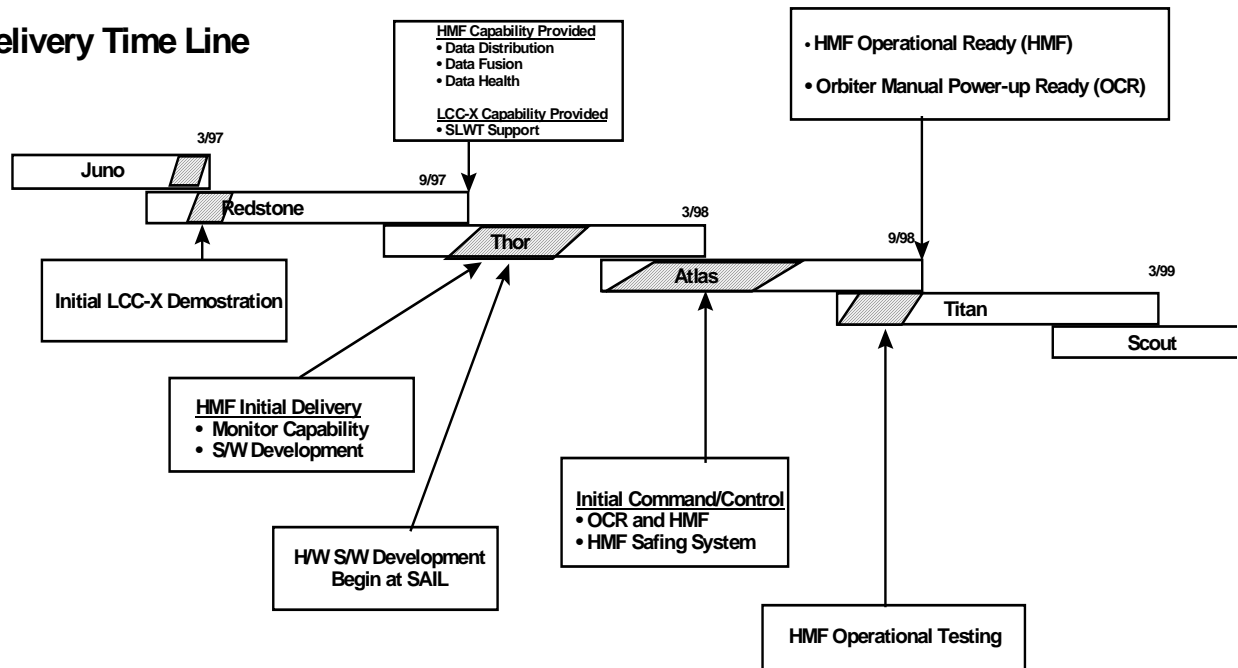 elivery Time Line
HMF Capability Provided
• Data Distribution
• Data Fusion
• Data Health
LCC-X Capability Provided
• SLWT Support
• HMF Operational Ready (HMF)
• Orbiter Manual Power-up Ready (OCR)
3/97
Juno
9/97
Redstone
3/98
Thor
9/98
Atlas
3/99
Titan
Scout
Initial LCC-X Demostration
HMF Initial Delivery
• Monitor Capability
• S/W Development
H/W S/W Development
Begin at SAIL
Initial Command/Control
• OCR and HMF
• HMF Safing System
HMF Operational Testing